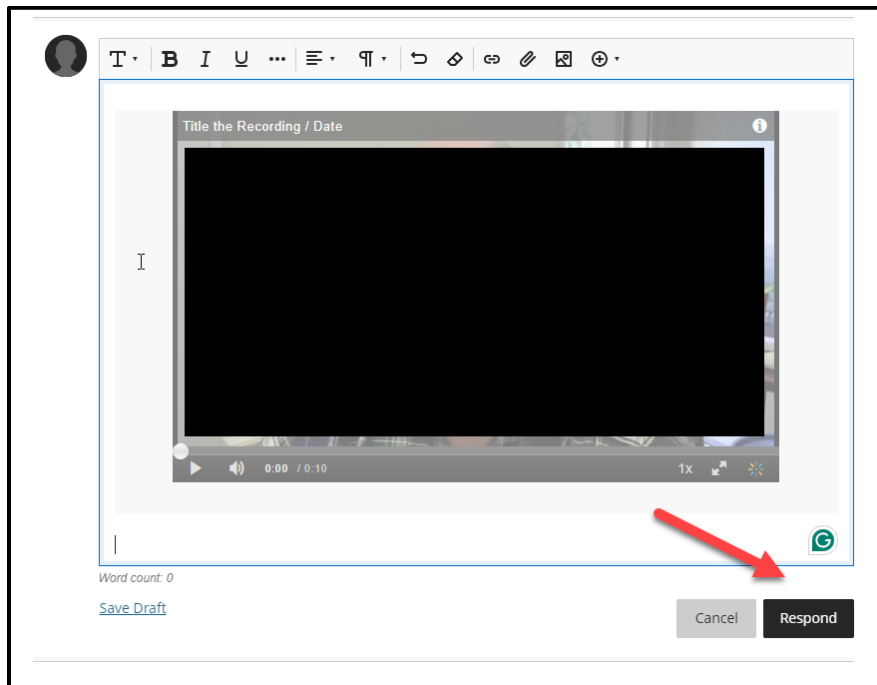 T B I U ... ¶
Title the Recording / Date
0:00 / 0:10 1x
G
Word count: 0
Save Draft
Cancel Respond